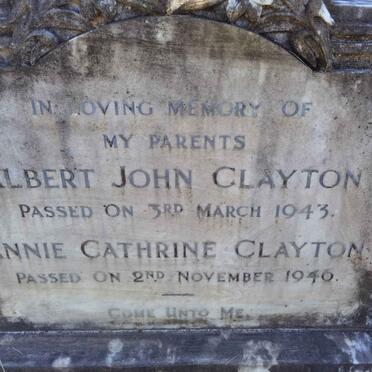 IN LOVING MEMORY OF
MY PARENTS
ALBERT JOHN CLAYTON
PASSED ON 3RD MARCH 1943.
ANNIE CATHRINE CLAYTON
PASSED ON 2ND NOVEMBER 1940.
COME UNTO ME.